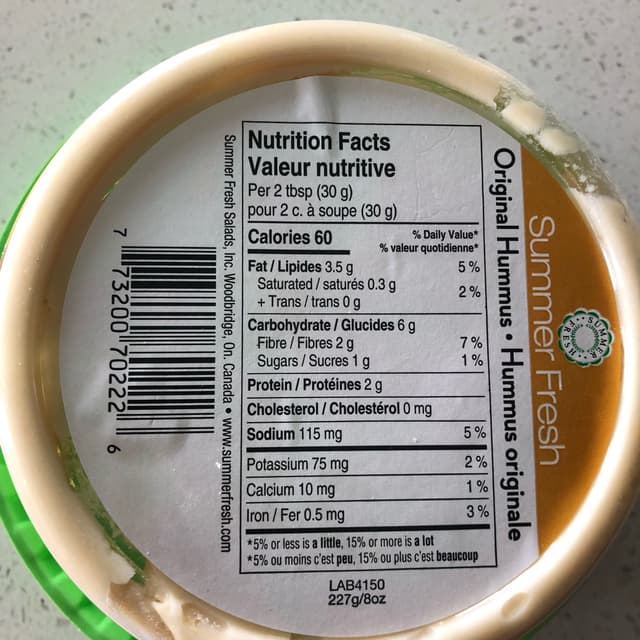 Nutrition Facts
Valeur nutritive
Per 2 tbsp (30 g)
pour 2 c. à soupe (30 g)
Calories 60
% Daily Value*
% valeur quotidienne*
Fat / Lipides 3.5 g 5 %
Saturated / saturés 0.3 g
+ Trans / trans 0 g
2 %
Carbohydrate / Glucides 6 g
Fibre / Fibres 2 g 7 %
Sugars / Sucres 1 g 1 %
Protein / Protéines 2 g
Cholesterol / Cholestérol 0 mg
Sodium 115 mg 5 %
Potassium 75 mg 2 %
Calcium 10 mg 1 %
Iron / Fer 0.5 mg 3 %
*5% or less is a little, 15% or more is a lot
*5% ou moins c'est peu, 15% ou plus c'est beaucoup
LAB4150
227g/8oz
Summer Fresh
SUMMER FRESH
Original Hummus • Hummus originale
Summer Fresh Salads, Inc. Woodbridge, On. Canada • www.summerfresh.com
7 73200 70222 6